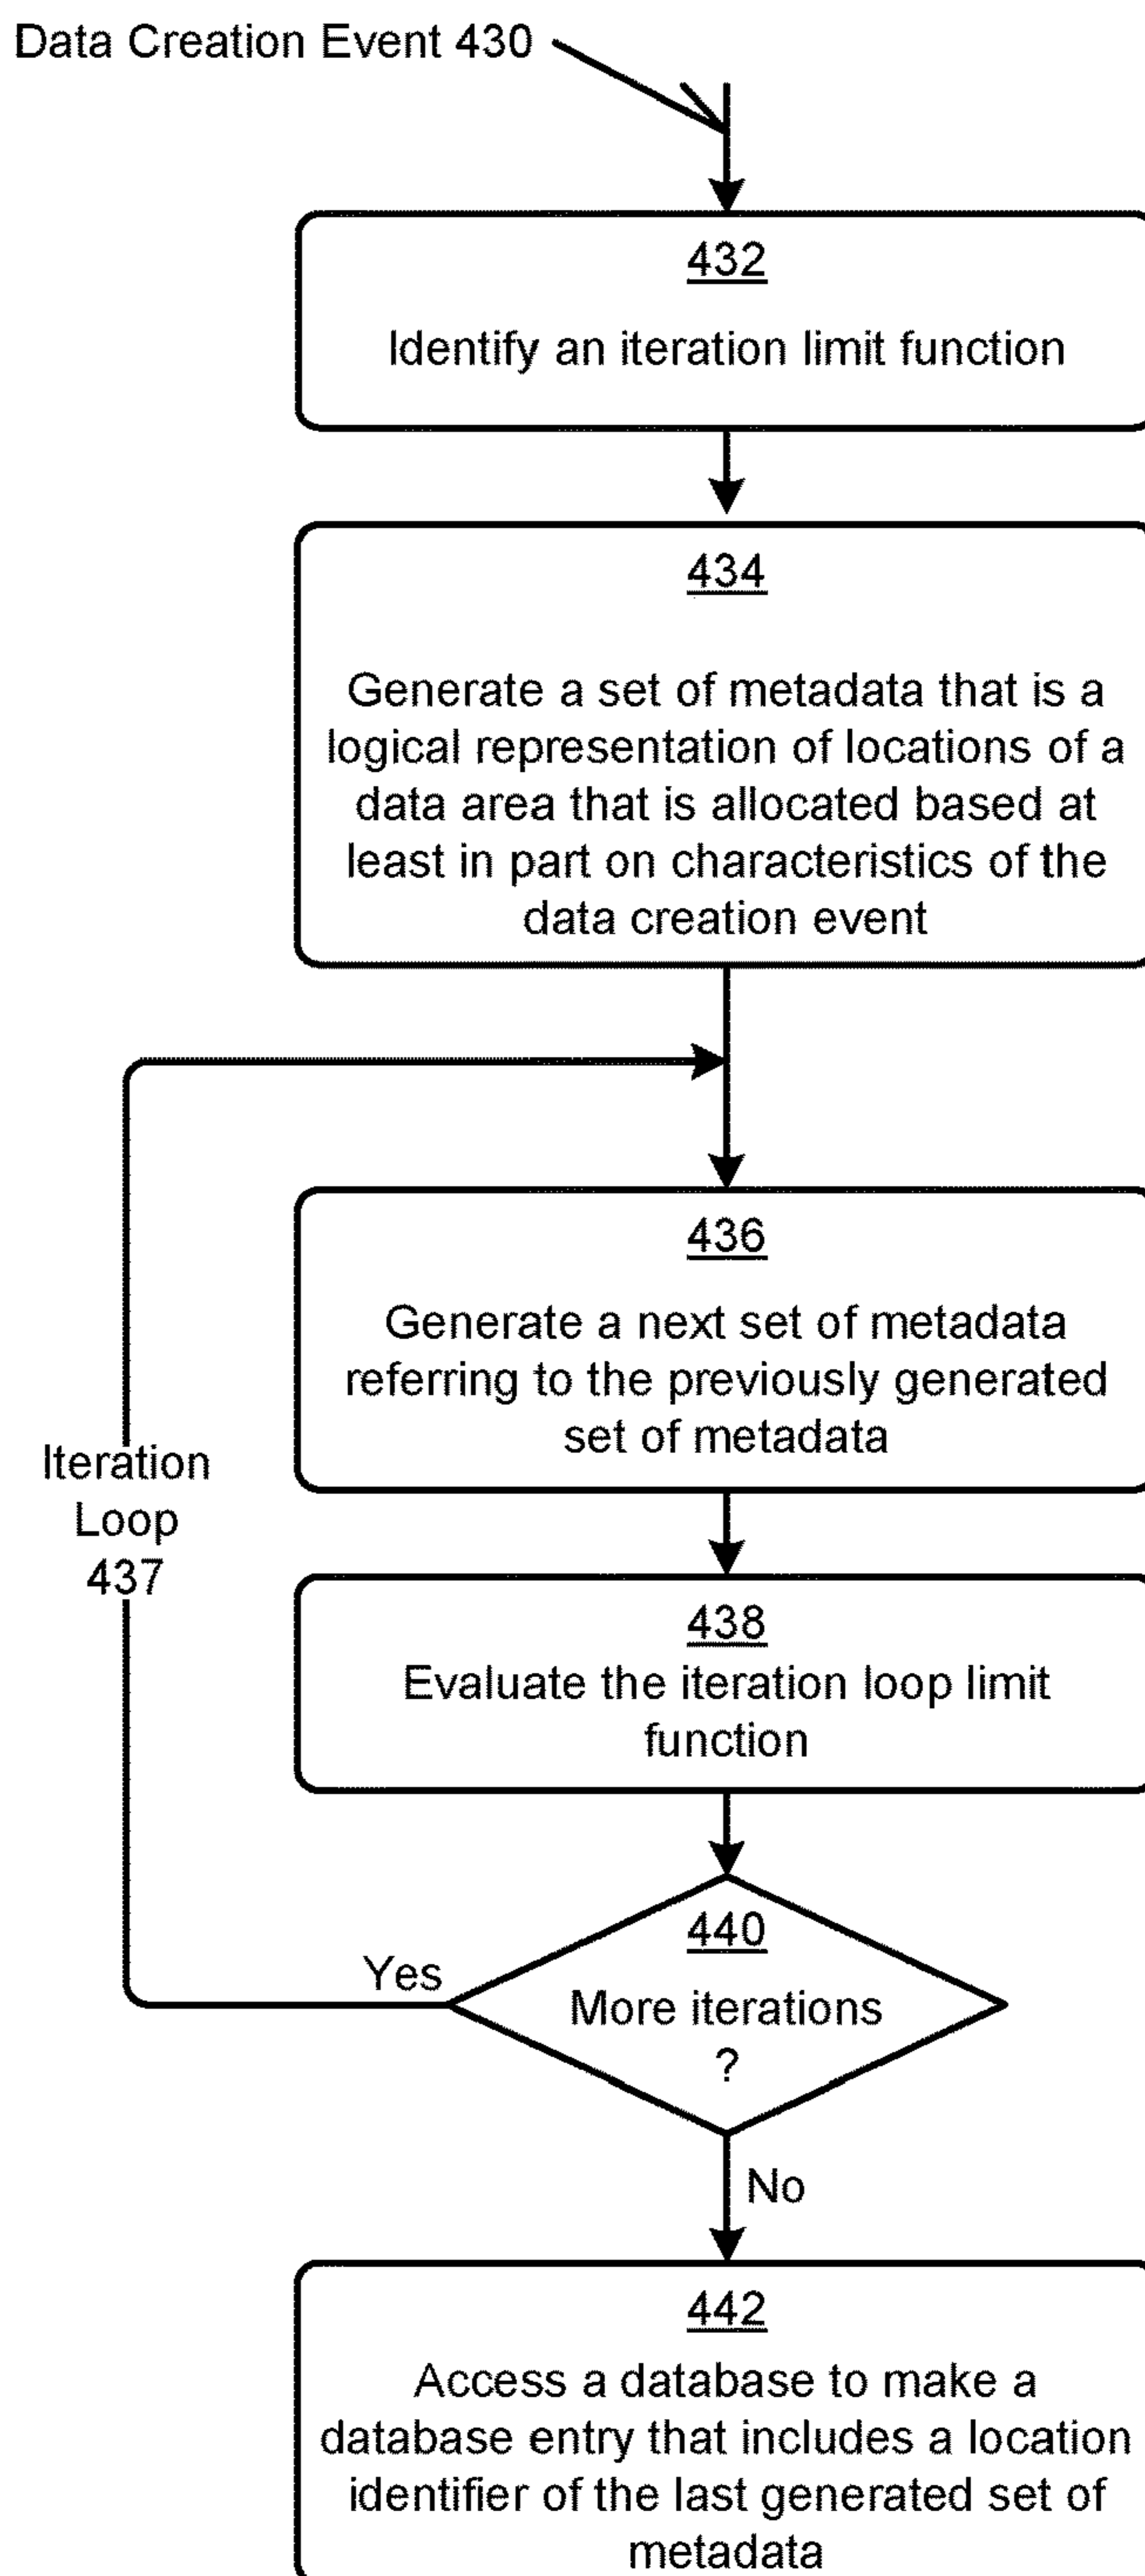 Data Creation Event 430
432
Identify an iteration limit function
434
Generate a set of metadata that is a
logical representation of locations of a
data area that is allocated based at
least in part on characteristics of the
data creation event
436
Generate a next set of metadata
referring to the previously generated
set of metadata
Iteration
Loop
437
438
Evaluate the iteration loop limit
function
440
Yes
More iterations
?
No
442
Access a database to make a
database entry that includes a location
identifier of the last generated set of
metadata